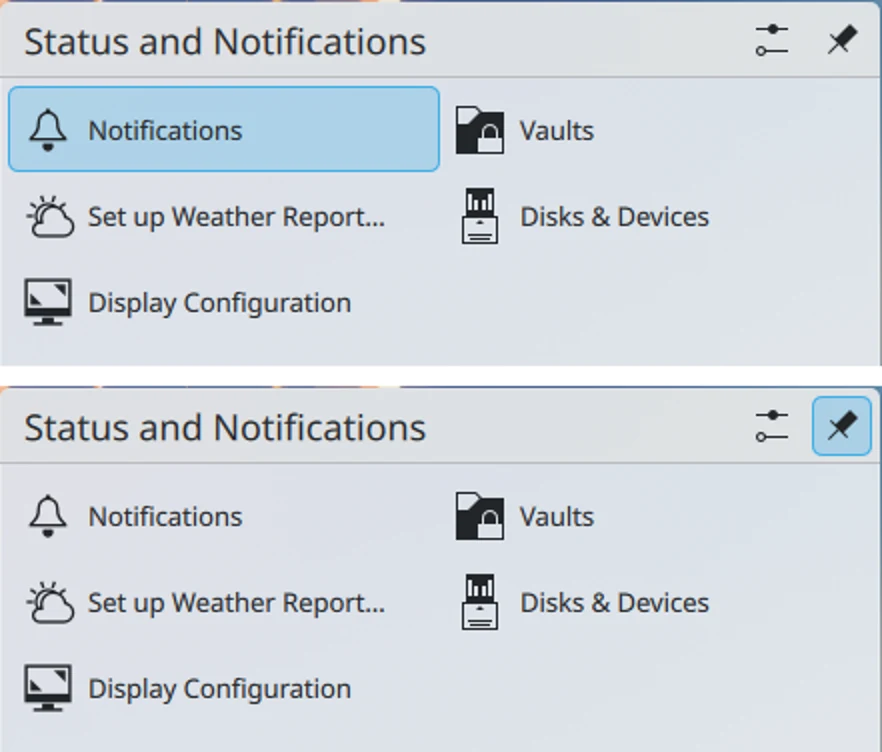 Status and Notifications
Notifications
Vaults
Set up Weather Report...
Disks & Devices
Display Configuration
Status and Notifications
Notifications
Vaults
Set up Weather Report...
Disks & Devices
Display Configuration